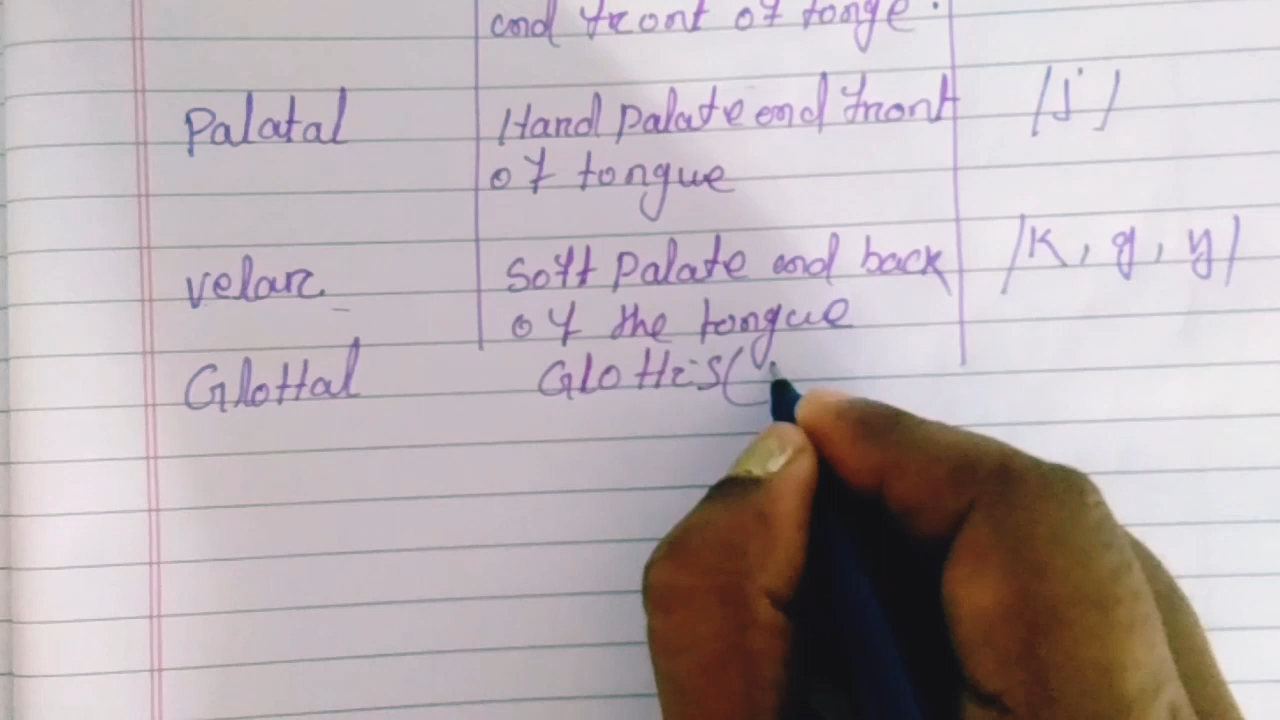 and front of tonge.
Palatal Hand palate and front /j/
of tongue
velar Soft palate and back /k, g, y/
of the tongue
Glottal Glottis(